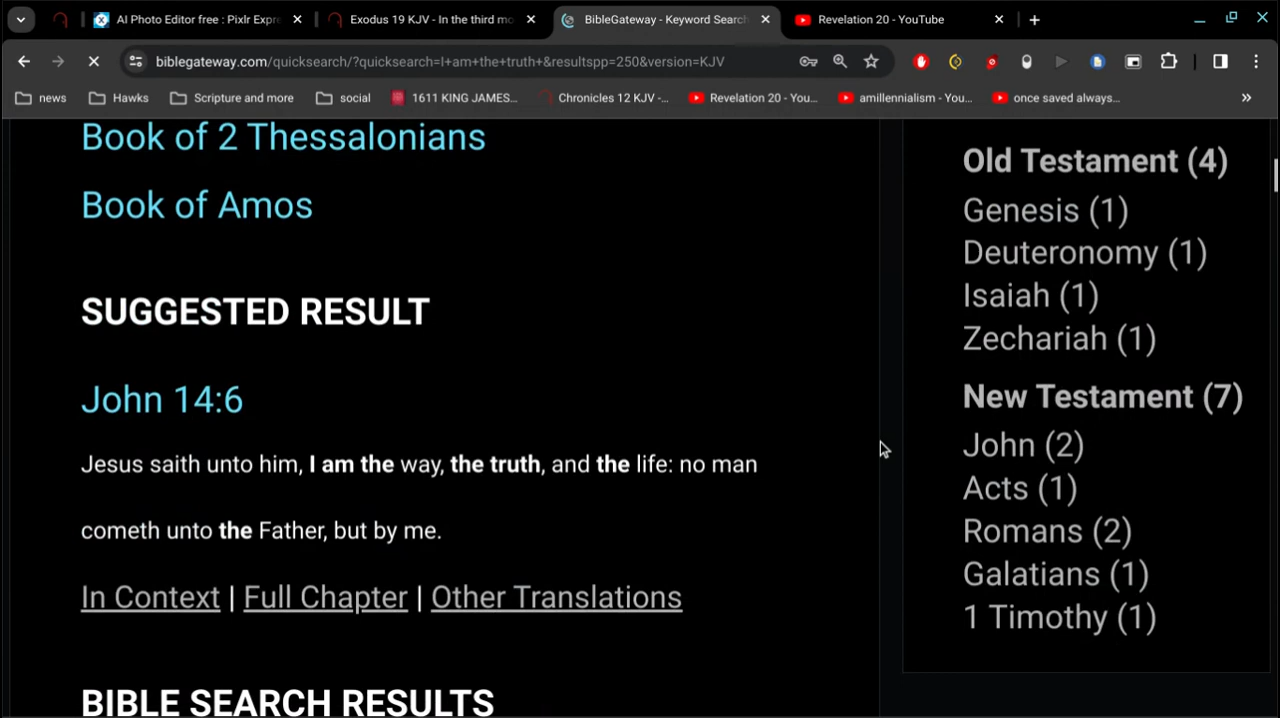 AI Photo Editor free : Pixlr Expre
Exodus 19 KJV - In the third mo
BibleGateway - Keyword Search
Revelation 20 - YouTube
biblegateway.com/quicksearch/?quicksearch=I+am+the+truth+&resultspp=250&version=KJV
news
Hawks
Scripture and more
social
1611 KING JAMES...
Chronicles 12 KJV -...
Revelation 20 - You...
amillennialism - You...
once saved always...
Book of 2 Thessalonians
Book of Amos
SUGGESTED RESULT
John 14:6
Jesus saith unto him, I am the way, the truth, and the life: no man
cometh unto the Father, but by me.
In Context | Full Chapter | Other Translations
BIBLE SEARCH RESULTS
Old Testament (4)
Genesis (1)
Deuteronomy (1)
Isaiah (1)
Zechariah (1)
New Testament (7)
John (2)
Acts (1)
Romans (2)
Galatians (1)
1 Timothy (1)